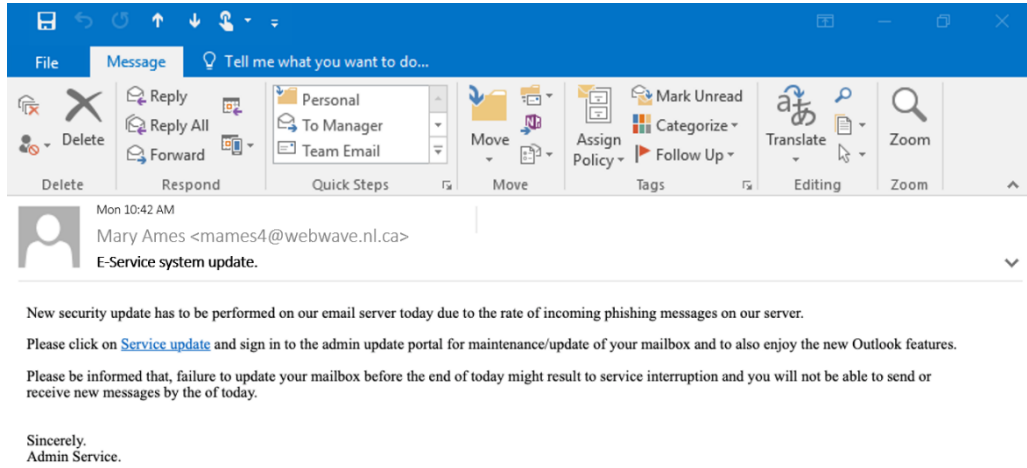 File Message Tell me what you want to do...
Delete
Reply
Reply All
Forward
Personal
To Manager
Team Email
Move
Assign
Policy
Mark Unread
Categorize
Follow Up
Translate
Zoom
Delete Respond Quick Steps Move Tags Editing Zoom
Mon 10:42 AM
Mary Ames <mames4@webwave.nl.ca>
E-Service system update.
New security update has to be performed on our email server today due to the rate of incoming phishing messages on our server.
Please click on Service update and sign in to the admin update portal for maintenance/update of your mailbox and to also enjoy the new Outlook features.
Please be informed that, failure to update your mailbox before the end of today might result to service interruption and you will not be able to send or
receive new messages by the of today.
Sincerely.
Admin Service.